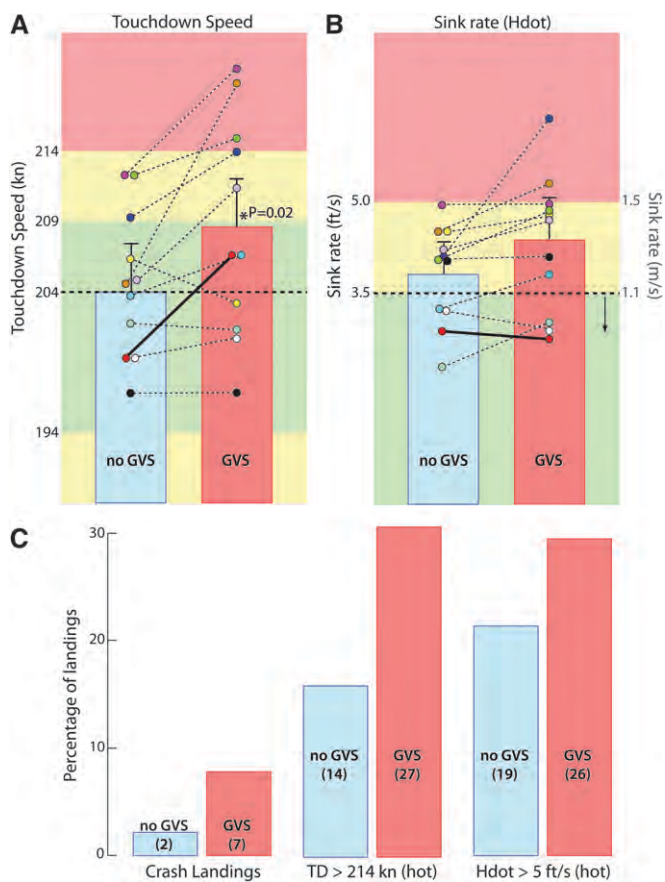 A
Touchdown Speed
Touchdown Speed (kn)
214
209
204
194
*P=0.02
no GVS
GVS
B
Sink rate (Hdot)
Sink rate (ft/s)
5.0
3.5
1.5
1.1
Sink rate (m/s)
no GVS
GVS
C
Percentage of landings
30
20
10
0
no GVS
(2)
GVS
(7)
no GVS
(14)
GVS
(27)
no GVS
(19)
GVS
(26)
Crash Landings
TD > 214 kn (hot)
Hdot > 5 ft/s (hot)